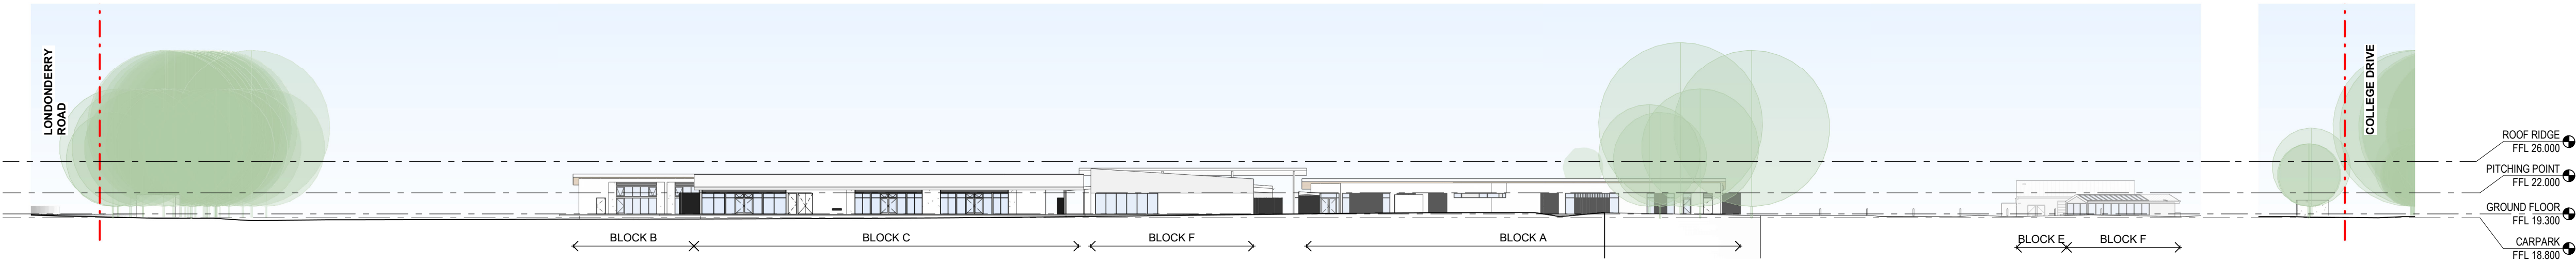 LONDONDERRY
ROAD
COLLEGE DRIVE
ROOF RIDGE
FFL 26.000
PITCHING POINT
FFL 22.000
GROUND FLOOR
FFL 19.300
CARPARK
FFL 18.800
BLOCK B
BLOCK C
BLOCK F
BLOCK A
BLOCK E
BLOCK F